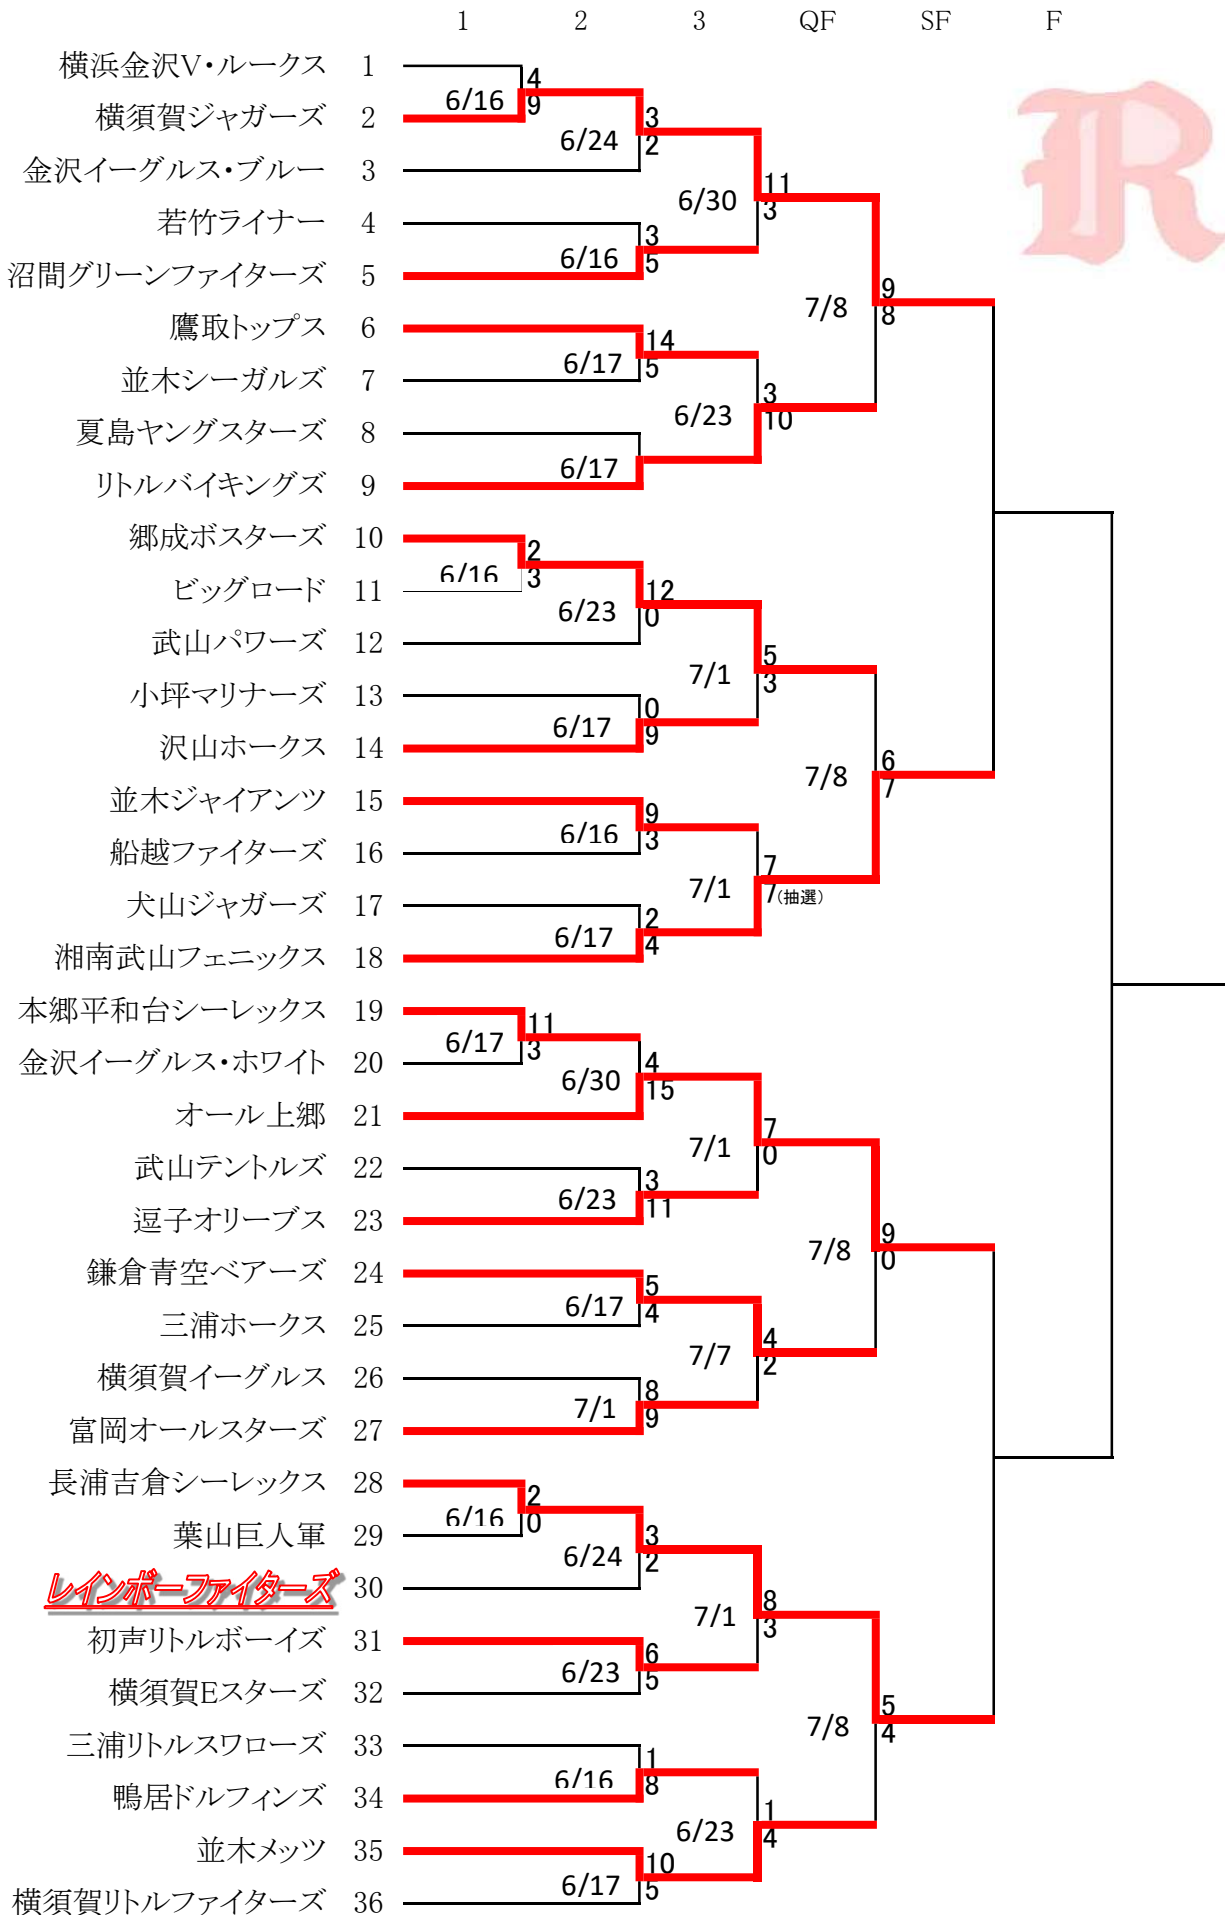 1 2 3 QF SF F
R
横浜金沢V・ルークス 1
4
6/16
9
横須賀ジャガーズ 2
3
6/24
2
金沢イーグルス・ブルー 3
11
6/30
3
若竹ライナー 4
3
6/16
5
沼間グリーンファイターズ 5
9
7/8
8
鷹取トップス 6
14
6/17
5
並木シーガルズ 7
3
6/23
10
夏島ヤングスターズ 8
6/17
リトルバイキングズ 9
郷成ボスターズ 10
2
6/16
3
ビッグロード 11
12
6/23
0
武山パワーズ 12
5
7/1
3
小坪マリナーズ 13
0
6/17
9
沢山ホークス 14
6
7/8
7
並木ジャイアンツ 15
9
6/16
3
船越ファイターズ 16
7
7/1
7(抽選)
犬山ジャガーズ 17
2
6/17
4
湘南武山フェニックス 18
本郷平和台シーレックス 19
11
6/17
3
金沢イーグルス・ホワイト 20
4
6/30
15
オール上郷 21
7
7/1
0
武山テントルズ 22
3
6/23
11
逗子オリーブス 23
9
7/8
0
鎌倉青空ベアーズ 24
5
6/17
4
三浦ホークス 25
4
7/7
2
横須賀イーグルス 26
8
7/1
9
富岡オールスターズ 27
長浦吉倉シーレックス 28
2
6/16
0
葉山巨人軍 29
3
6/24
2
レインボーファイターズ 30
8
7/1
3
初声リトルボーイズ 31
6
6/23
5
横須賀Eスターズ 32
5
7/8
4
三浦リトルスワローズ 33
1
6/16
8
鴨居ドルフィンズ 34
1
6/23
4
並木メッツ 35
10
6/17
5
横須賀リトルファイターズ 36